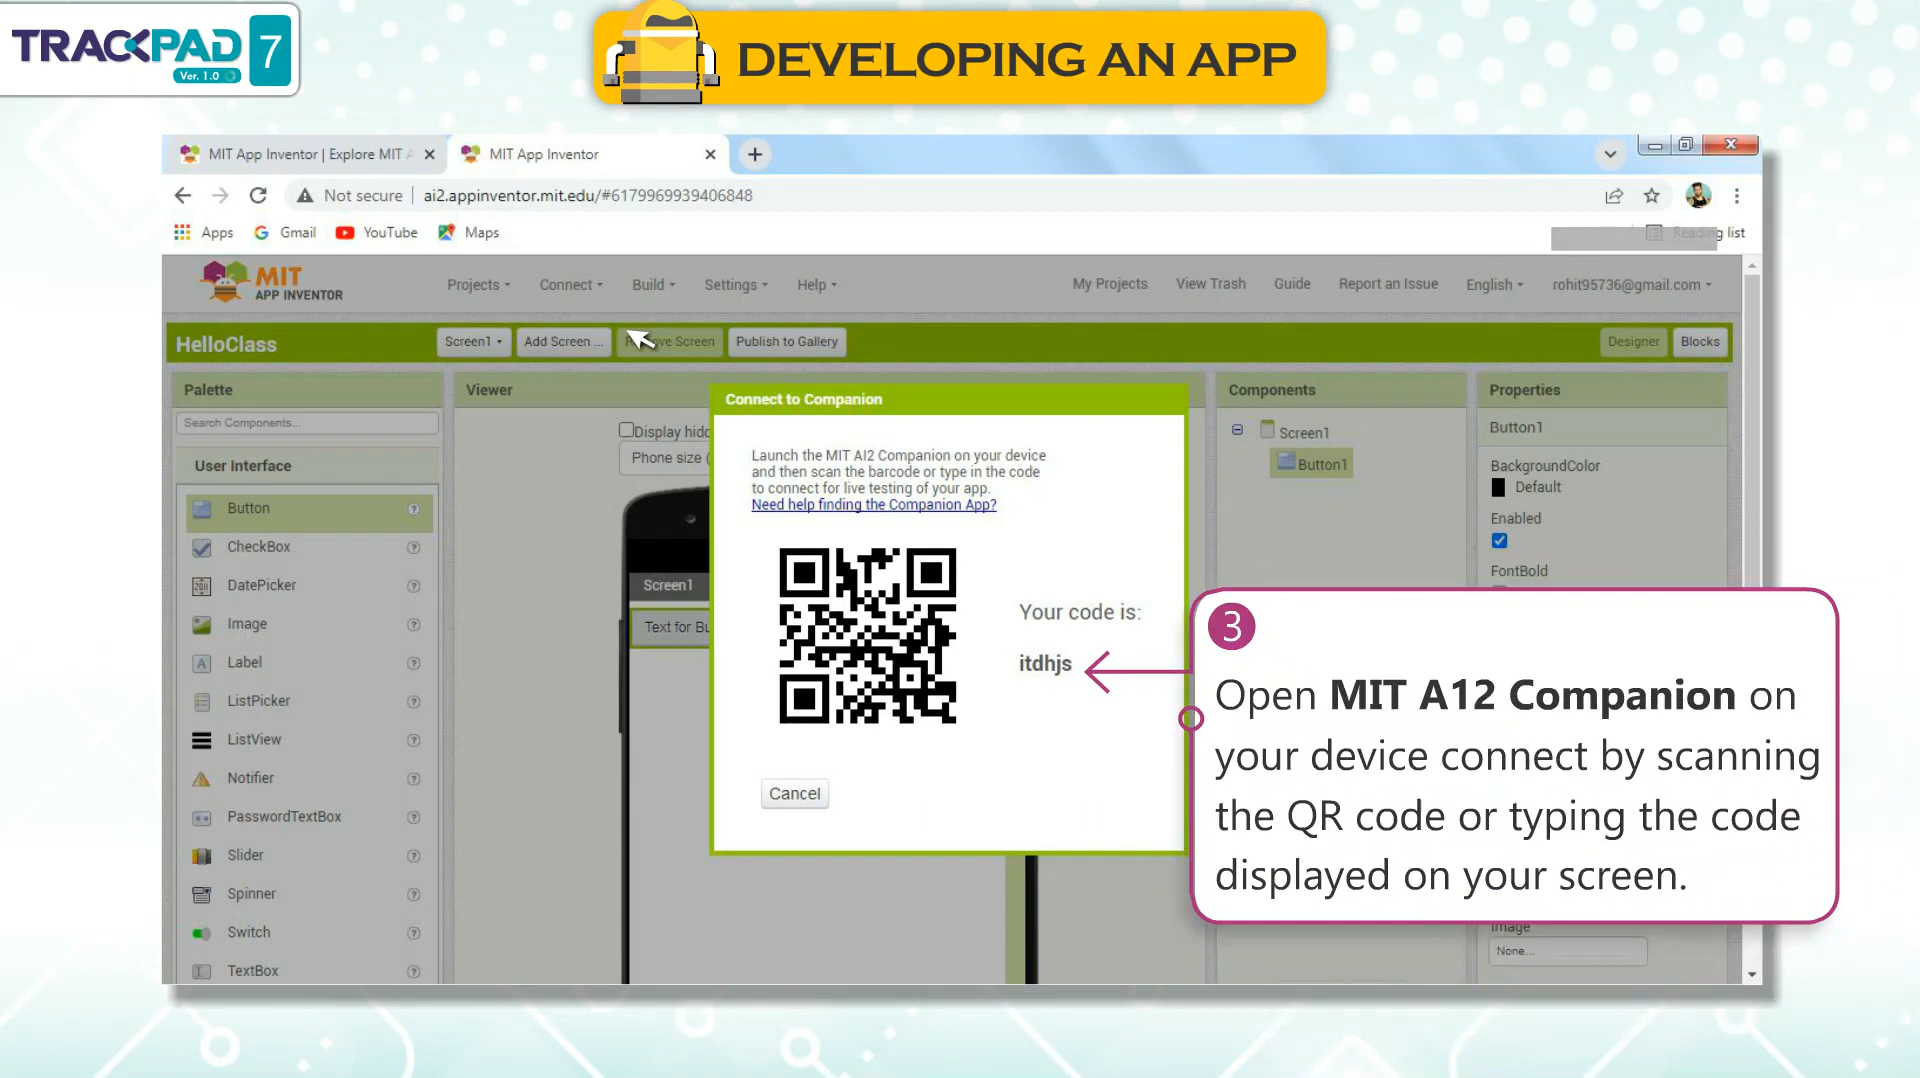 TRACKPAD 7
Ver. 1.0
DEVELOPING AN APP
MIT App Inventor | Explore MIT A
MIT App Inventor
Not secure | ai2.appinventor.mit.edu/#6179969939406848
Apps Gmail YouTube Maps
Reading list
MIT
APP INVENTOR
Projects Connect Build Settings Help
My Projects View Trash Guide Report an Issue English rohit95736@gmail.com
HelloClass
Screen1 Add Screen ... ve Screen Publish to Gallery
Designer Blocks
Palette
Search Components...
User Interface
Button
CheckBox
DatePicker
Image
Label
ListPicker
ListView
Notifier
PasswordTextBox
Slider
Spinner
Switch
TextBox
Viewer
Display hidd
Phone size (
Screen1
Text for Bu
Connect to Companion
Launch the MIT AI2 Companion on your device
and then scan the barcode or type in the code
to connect for live testing of your app.
Need help finding the Companion App?
Your code is:
itdhjs
Cancel
Components
Screen1
Button1
Properties
Button1
BackgroundColor
Default
Enabled
FontBold
Image
None...
3
Open MIT A12 Companion on
your device connect by scanning
the QR code or typing the code
displayed on your screen.